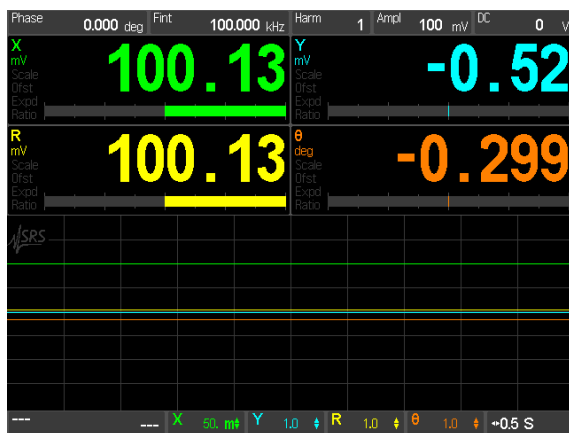 Phase 0.000 deg Fint 100.000 kHz Harm 1 Ampl 100 mV DC 0 V
X
mV
Scale
Ofst
Expd
Ratio
100.13
Y
mV
Scale
Ofst
Expd
Ratio
-0.52
R
mV
Scale
Ofst
Expd
Ratio
100.13
θ
deg
Scale
Ofst
Expd
Ratio
-0.299
SRS
--- --- X 50. m Y 1.0 R 1.0 θ 1.0 0.5 S